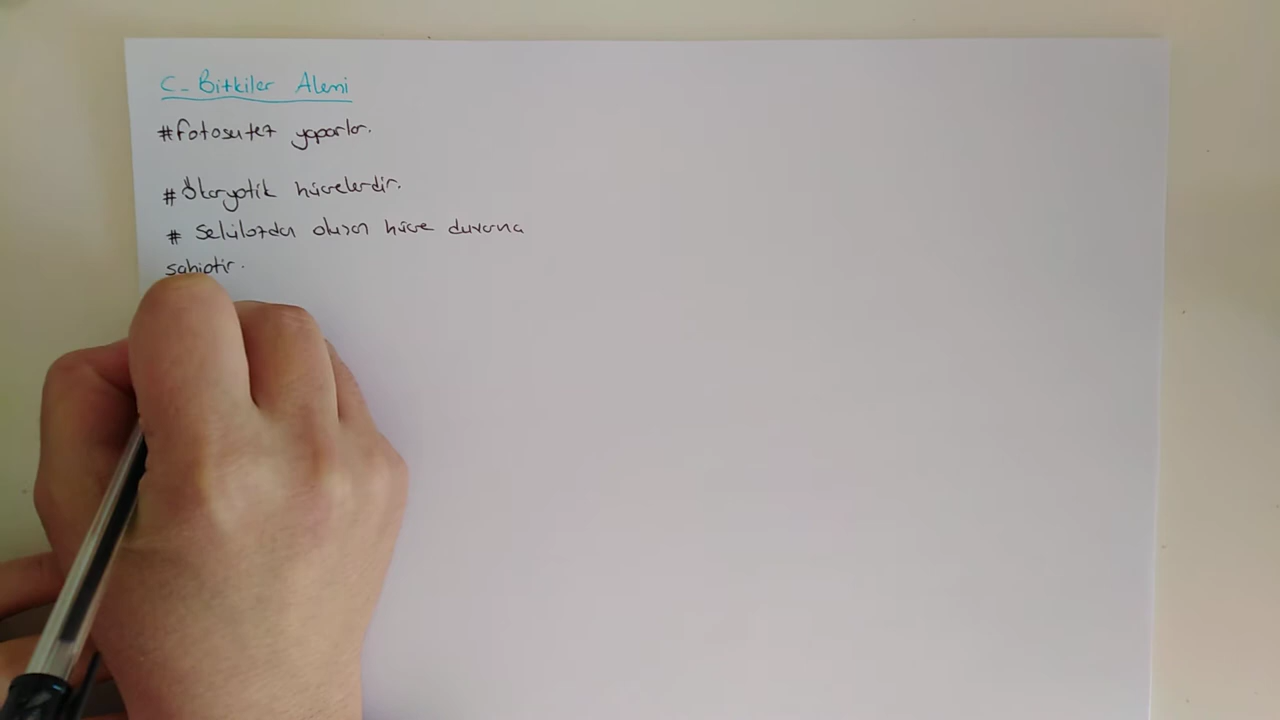 C- Bitkiler Alemi
#Fotosentez yaparlar.
#Ökaryotik hücrelerdir.
# Selülozdan oluşan hücre duvarına
sahiptir.